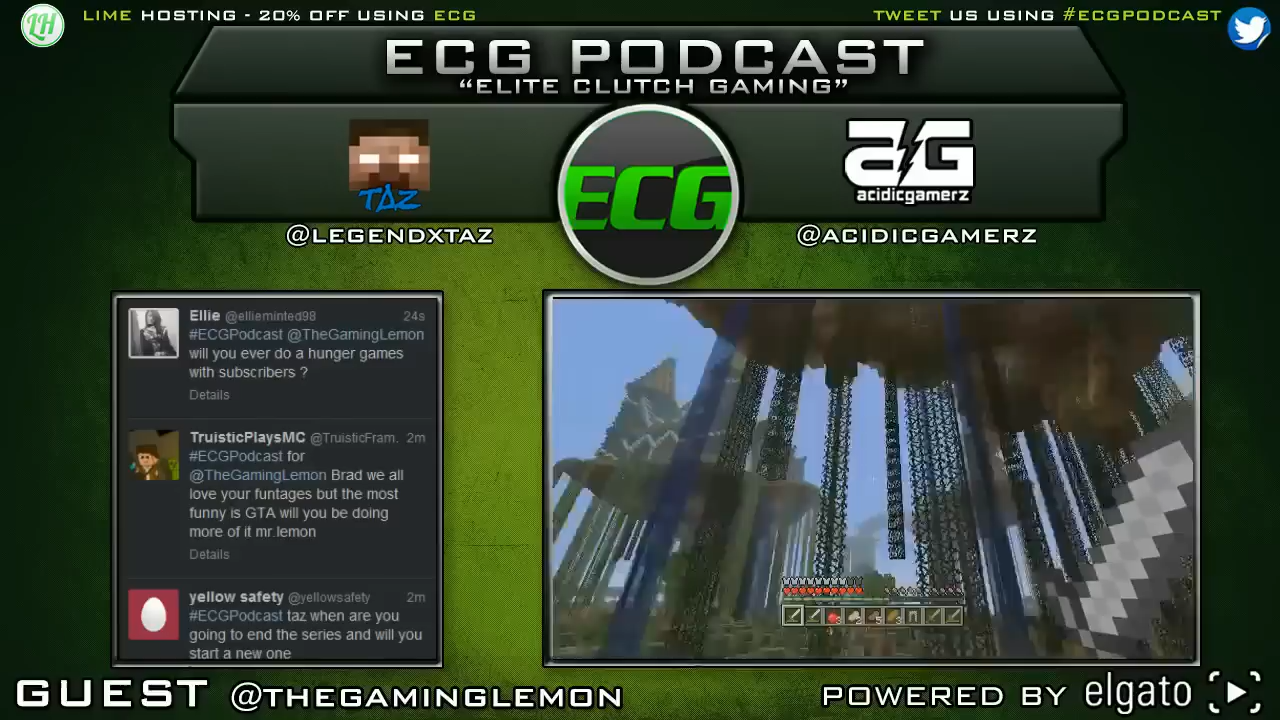 LIME HOSTING - 20% OFF USING ECG
TWEET US USING #ECGPODCAST
LH
ECG PODCAST
“ELITE CLUTCH GAMING”
TAZ
ECG
AG
acidicgamerz
@LEGENDXTAZ
@ACIDICGAMERZ
Ellie @ellieminted98 24s
#ECGPodcast @TheGamingLemon
will you ever do a hunger games
with subscribers ?
Details
TruisticPlaysMC @TruisticFram. 2m
#ECGPodcast for
@TheGamingLemon Brad we all
love your funtages but the most
funny is GTA will you be doing
more of it mr.lemon
Details
yellow safety @yellowsafety 2m
#ECGPodcast taz when are you
going to end the series and will you
start a new one
GUEST @THEGAMINGLEMON
POWERED BY elgato